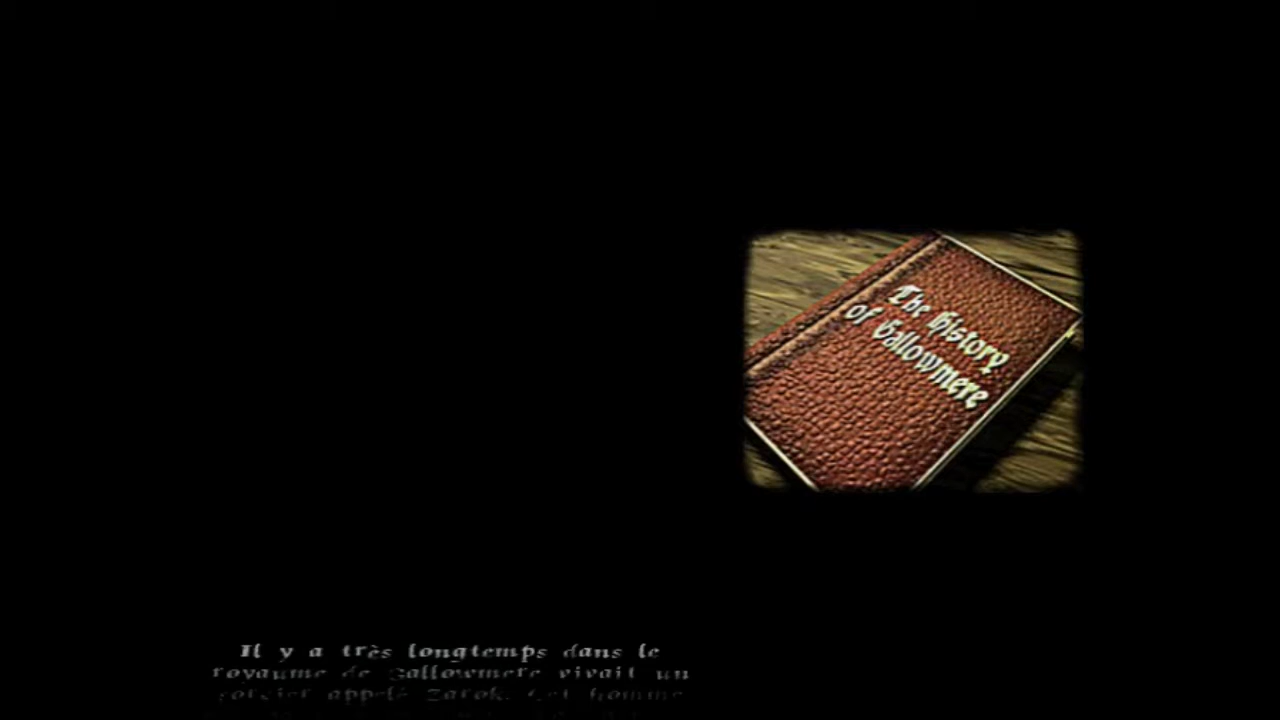 The History
of Gallowmere
Il y a très longtemps dans le
royaume de Gallowmere vivait un
sorcier appelé Zarok. Cet homme